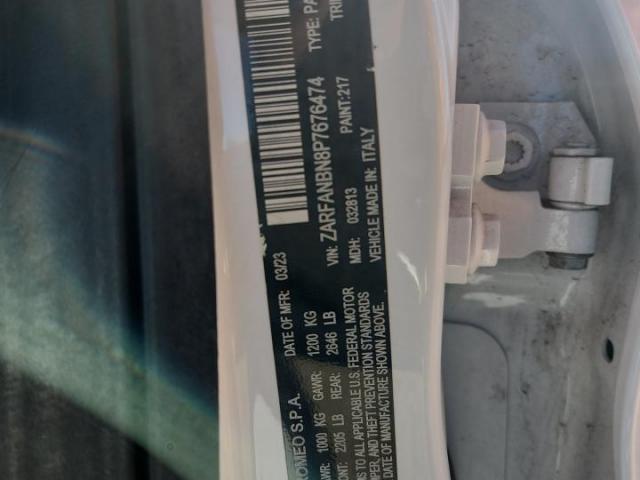 ROMEO S.P.A. DATE OF MFR: 03/23
1000 KG GAWR: 1200 KG VIN: ZARFANBN8P7676474 TYPE:
2205 LB REAR: 2646 LB MDH: 032813 PAINT:217
TO ALL APPLICABLE U.S. FEDERAL MOTOR VEHICLE MADE IN: ITALY
AND THEFT PREVENTION STANDARDS
DATE OF MANUFACTURE SHOWN ABOVE.